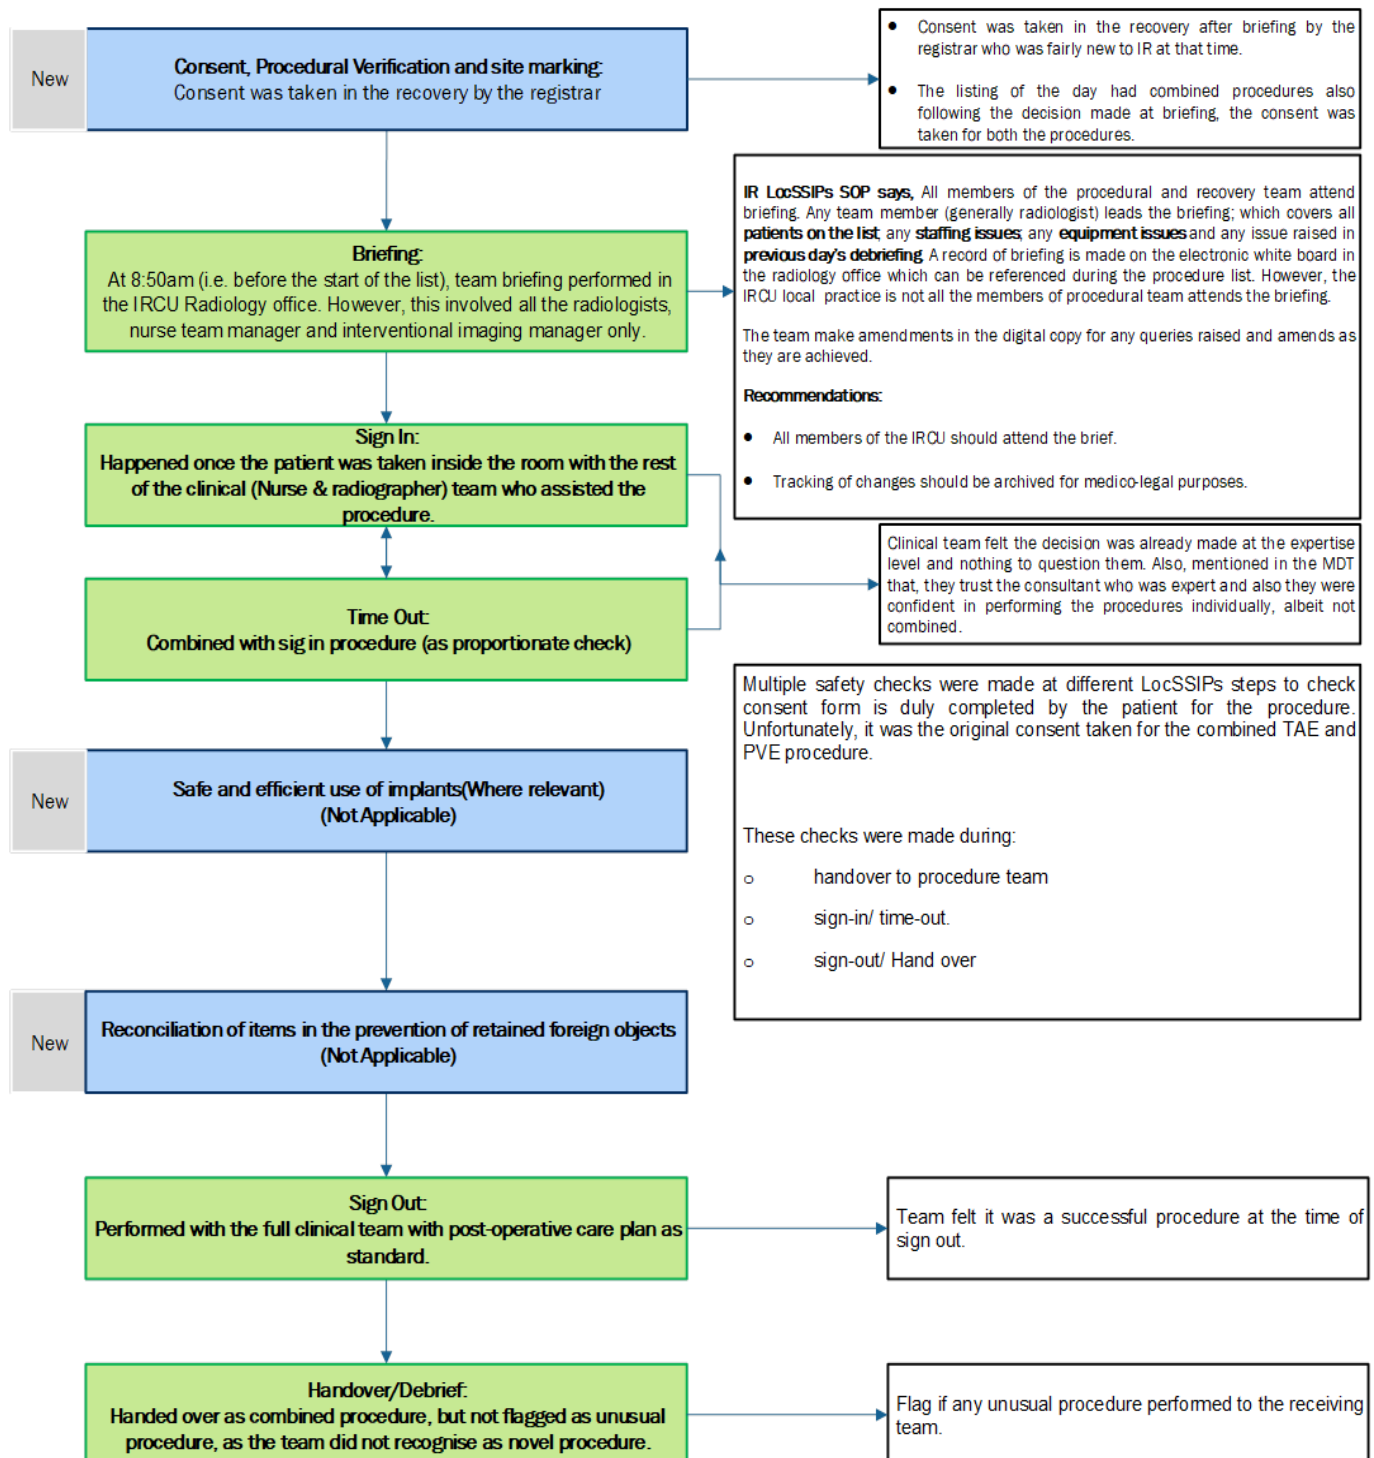 New
Consent, Procedural Verification and site marking:
Consent was taken in the recovery by the registrar
● Consent was taken in the recovery after briefing by the
registrar who was fairly new to IR at that time.
● The listing of the day had combined procedures also
following the decision made at briefing, the consent was
taken for both the procedures.
Briefing:
At 8:50am (i.e. before the start of the list), team briefing performed in
the IRCU Radiology office. However, this involved all the radiologists,
nurse team manager and interventional imaging manager only.
IR LocSSIPs SOP says, All members of the procedural and recovery team attend
briefing. Any team member (generally radiologist) leads the briefing; which covers all
patients on the list, any staffing issues, any equipment issues and any issue raised in
previous day's debriefing. A record of briefing is made on the electronic white board in
the radiology office which can be referenced during the procedure list. However, the
IRCU local practice is not all the members of procedural team attends the briefing.
The team make amendments in the digital copy for any queries raised and amends as
they are achieved.
Recommendations:
● All members of the IRCU should attend the brief.
● Tracking of changes should be archived for medico-legal purposes.
Sign In:
Happened once the patient was taken inside the room with the rest
of the clinical (Nurse & radiographer) team who assisted the
procedure.
Time Out:
Combined with sig in procedure (as proportionate check)
Clinical team felt the decision was already made at the expertise
level and nothing to question them. Also, mentioned in the MDT
that, they trust the consultant who was expert and also they were
confident in performing the procedures individually, albeit not
combined.
Multiple safety checks were made at different LocSSIPs steps to check
consent form is duly completed by the patient for the procedure.
Unfortunately, it was the original consent taken for the combined TAE and
PVE procedure.
These checks were made during:
o handover to procedure team
o sign-in/ time-out.
o sign-out/ Hand over
New
Safe and efficient use of implants(Where relevant)
(Not Applicable)
New
Reconciliation of items in the prevention of retained foreign objects
(Not Applicable)
Sign Out:
Performed with the full clinical team with post-operative care plan as
standard.
Team felt it was a successful procedure at the time of
sign out.
Handover/Debrief:
Handed over as combined procedure, but not flagged as unusual
procedure, as the team did not recognise as novel procedure.
Flag if any unusual procedure performed to the receiving
team.